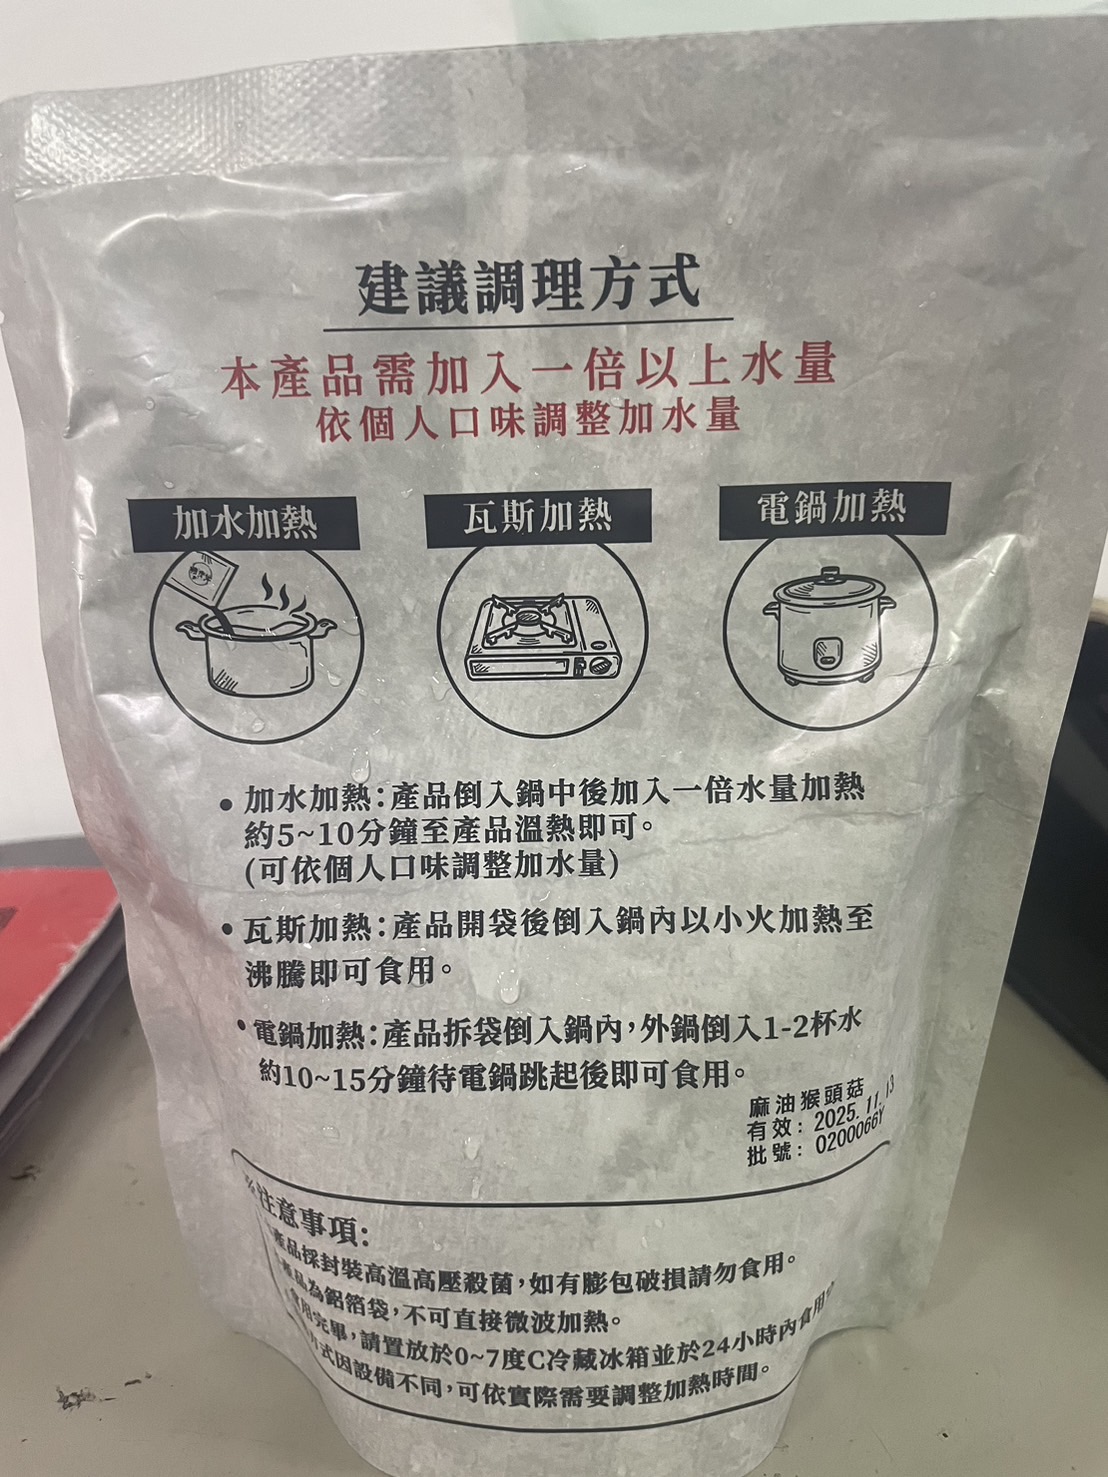 建議調理方式
本產品需加入一倍以上水量
依個人口味調整加水量
加水加熱
瓦斯加熱
電鍋加熱
• 加水加熱:產品倒入鍋中後加入一倍水量加熱
約5~10分鐘至產品溫熱即可。
(可依個人口味調整加水量)
• 瓦斯加熱:產品開袋後倒入鍋內以小火加熱至
沸騰即可食用。
• 電鍋加熱:產品拆袋倒入鍋內,外鍋倒入1-2杯水
約10~15分鐘待電鍋跳起後即可食用。
麻油猴頭菇
有效: 2025.11.13
批號: 0200066Y
※注意事項:
產品採封裝高溫高壓殺菌,如有膨包破損請勿食用。
產品為鋁箔袋,不可直接微波加熱。
食用完畢,請置放於0~7度C冷藏冰箱並於24小時內食用
方式因設備不同,可依實際需要調整加熱時間。